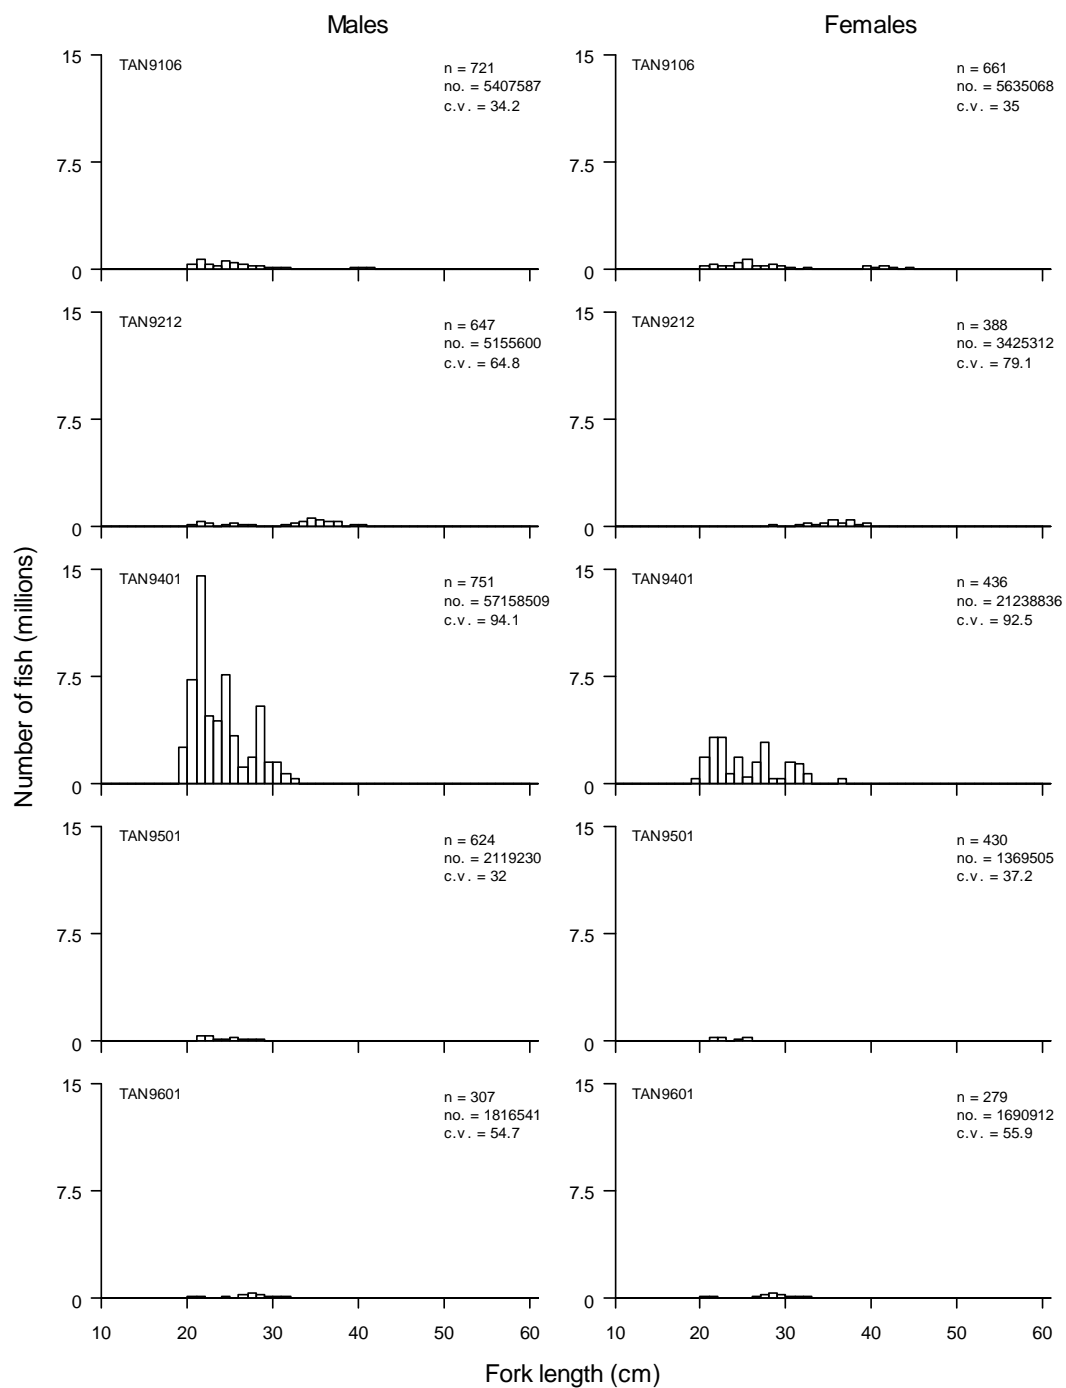 Males
Females
15
TAN9106
n = 721
no. = 5407587
c.v. = 34.2
7.5
0
15
TAN9106
n = 661
no. = 5635068
c.v. = 35
7.5
0
15
TAN9212
n = 647
no. = 5155600
c.v. = 64.8
7.5
0
15
TAN9212
n = 388
no. = 3425312
c.v. = 79.1
7.5
0
Number of fish (millions)
15
TAN9401
n = 751
no. = 57158509
c.v. = 94.1
7.5
0
15
TAN9401
n = 436
no. = 21238836
c.v. = 92.5
7.5
0
15
TAN9501
n = 624
no. = 2119230
c.v. = 32
7.5
0
15
TAN9501
n = 430
no. = 1369505
c.v. = 37.2
7.5
0
15
TAN9601
n = 307
no. = 1816541
c.v. = 54.7
7.5
0
15
TAN9601
n = 279
no. = 1690912
c.v. = 55.9
7.5
0
10 20 30 40 50 60
10 20 30 40 50 60
Fork length (cm)